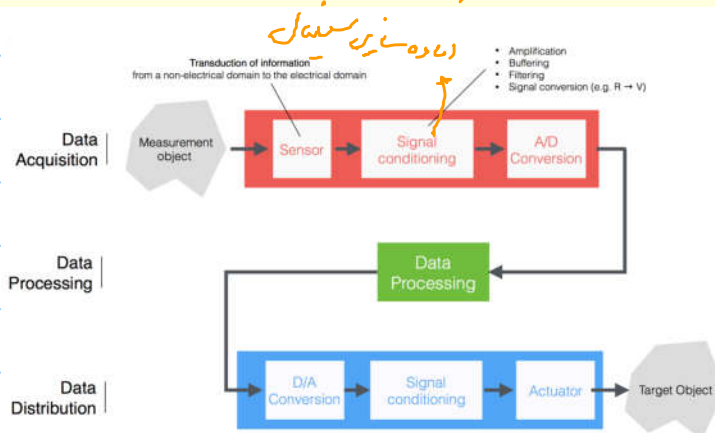 آماده سازی سیگنال
Transduction of information
from a non-electrical domain to the electrical domain
• Amplification
• Buffering
• Filtering
• Signal conversion (e.g. R → V)
Data
Acquisition
Measurement
object
Sensor
Signal
conditioning
A/D
Conversion
Data
Processing
Data
Processing
Data
Distribution
D/A
Conversion
Signal
conditioning
Actuator
Target Object